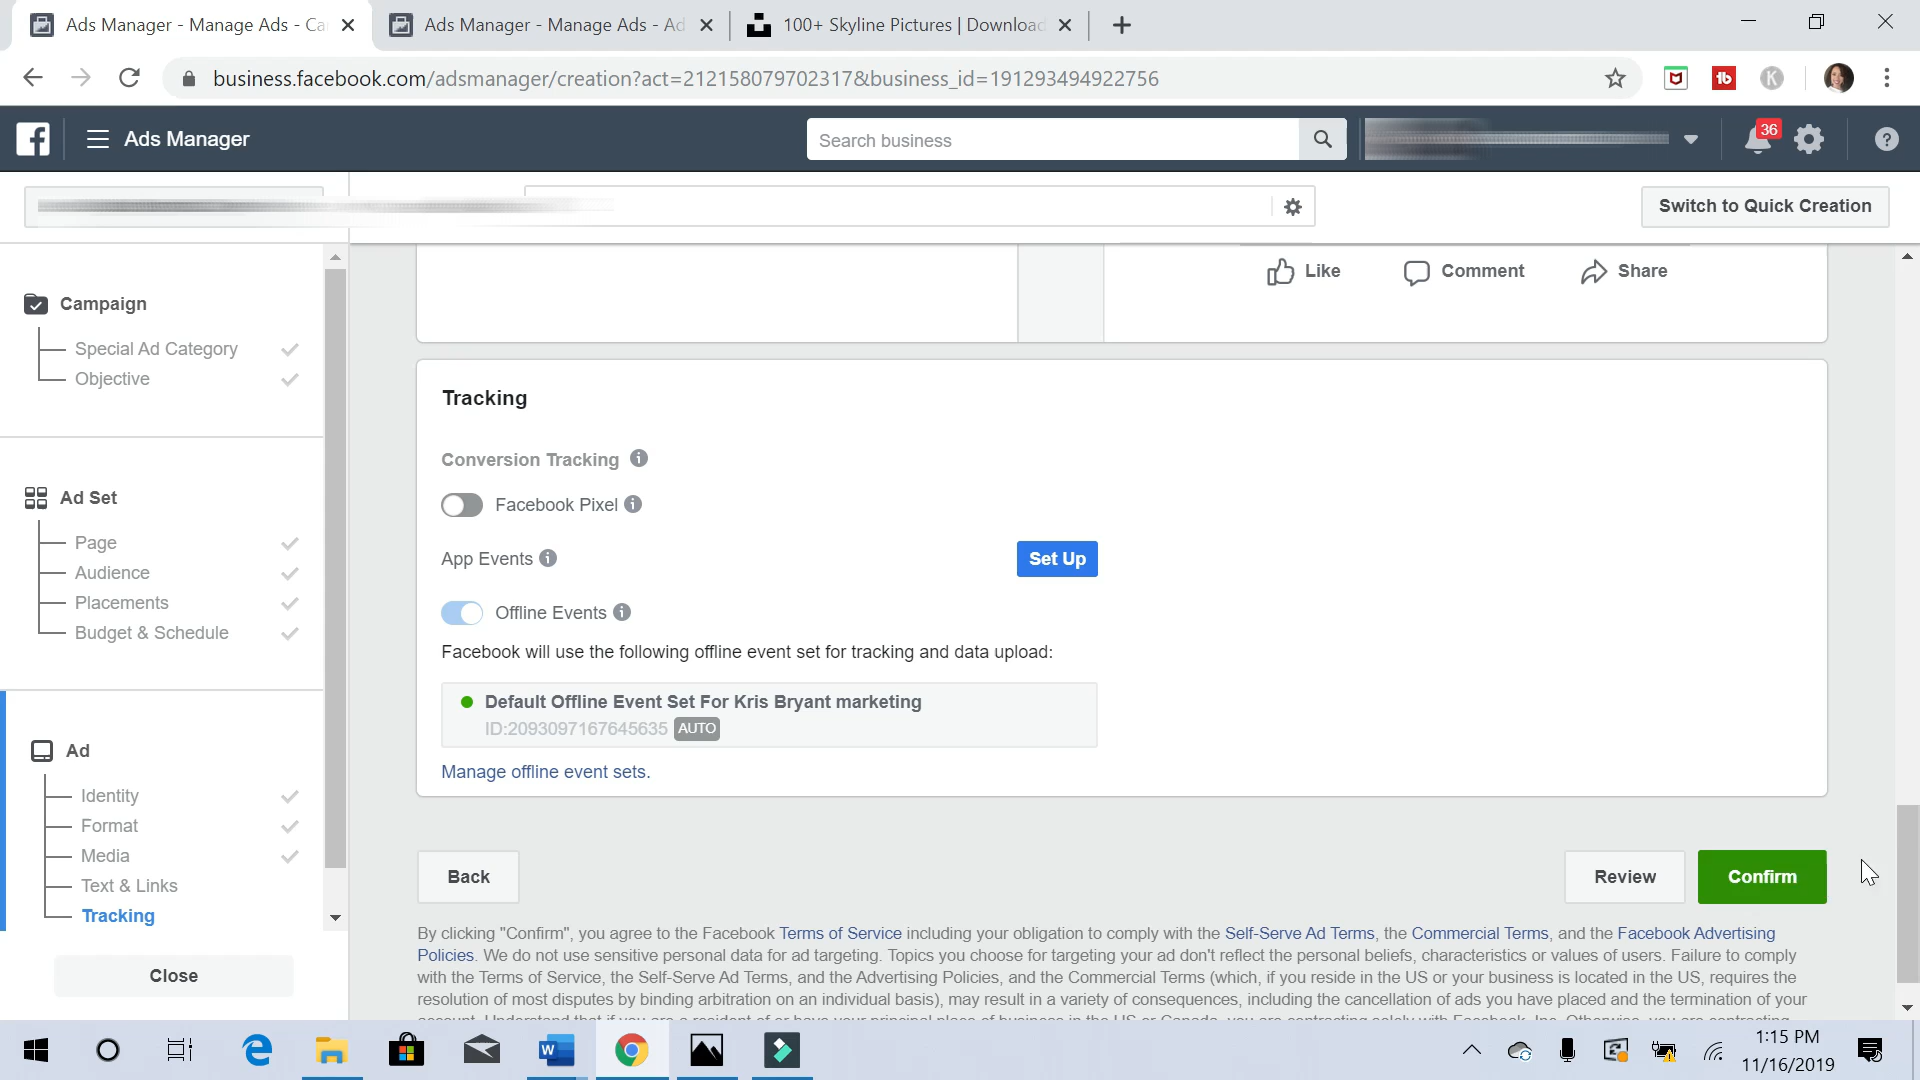 Ads Manager - Manage Ads - Ca
Ads Manager - Manage Ads - Ad
100+ Skyline Pictures | Download
business.facebook.com/adsmanager/creation?act=212158079702317&business_id=191293494922756
Ads Manager
Search business
36
Switch to Quick Creation
Campaign
Special Ad Category
Objective
Ad Set
Page
Audience
Placements
Budget & Schedule
Ad
Identity
Format
Media
Text & Links
Tracking
Close
Like
Comment
Share
Tracking
Conversion Tracking
Facebook Pixel
App Events
Set Up
Offline Events
Facebook will use the following offline event set for tracking and data upload:
Default Offline Event Set For Kris Bryant marketing
ID:2093097167645635 AUTO
Manage offline event sets.
Back
Review
Confirm
By clicking "Confirm", you agree to the Facebook Terms of Service including your obligation to comply with the Self-Serve Ad Terms, the Commercial Terms, and the Facebook Advertising
Policies. We do not use sensitive personal data for ad targeting. Topics you choose for targeting your ad don't reflect the personal beliefs, characteristics or values of users. Failure to comply
with the Terms of Service, the Self-Serve Ad Terms, and the Advertising Policies, and the Commercial Terms (which, if you reside in the US or your business is located in the US, requires the
resolution of most disputes by binding arbitration on an individual basis), may result in a variety of consequences, including the cancellation of ads you have placed and the termination of your
1:15 PM
11/16/2019